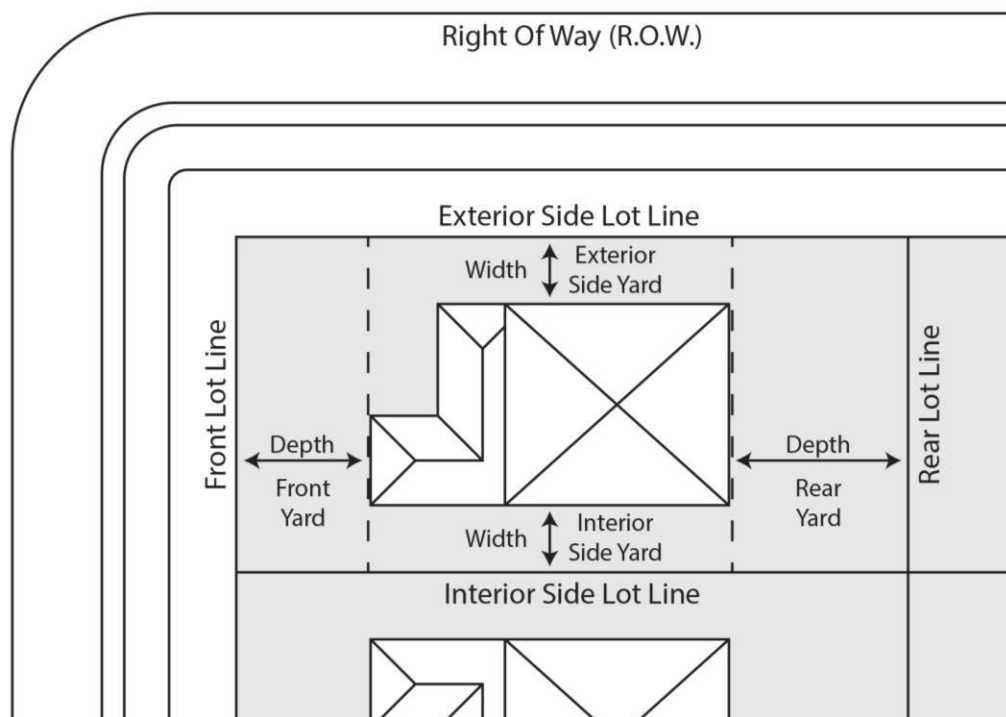 Right Of Way (R.O.W.)
Exterior Side Lot Line
Width
Exterior
Side Yard
Front Lot Line
Depth
Front
Yard
Depth
Rear
Yard
Rear Lot Line
Width
Interior
Side Yard
Interior Side Lot Line